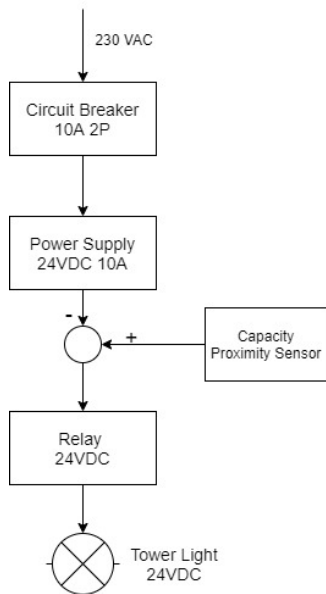 230 VAC
Circuit Breaker
10A 2P
Power Supply
24VDC 10A
-
+
Capacity
Proximity Sensor
Relay
24VDC
Tower Light
24VDC